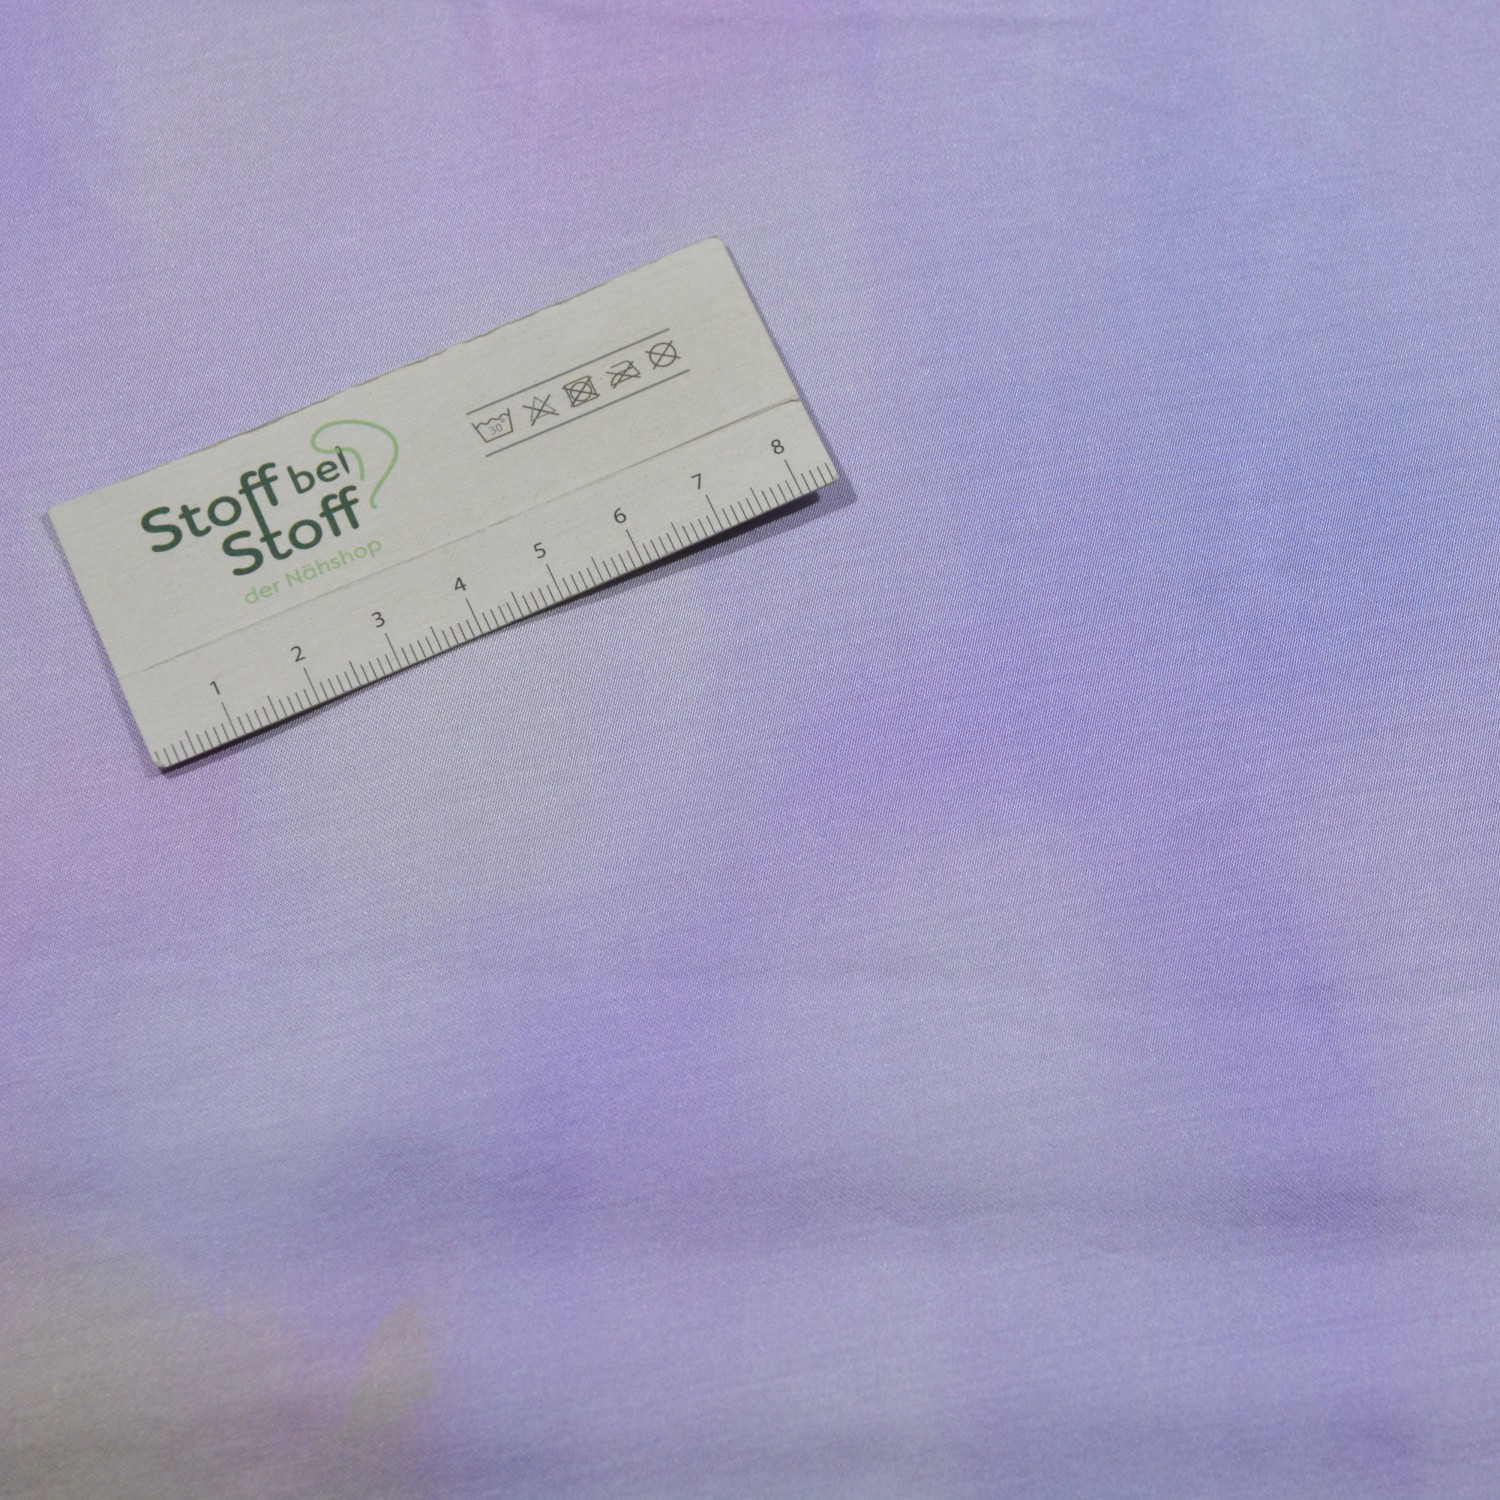 Stoff bei
Stoff
der Nähshop
30°
1 2 3 4 5 6 7 8